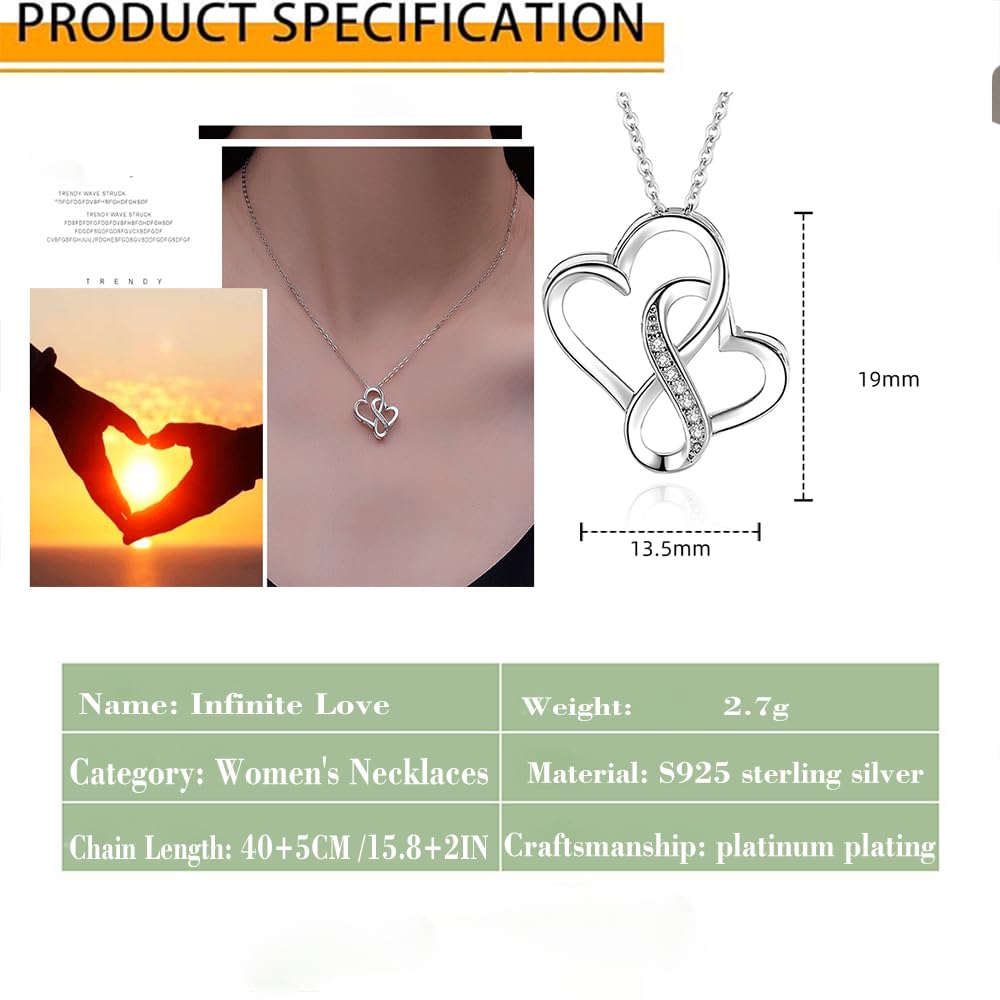 PRODUCT SPECIFICATION
TRENDY WAVE STRUCK
TRENDY WAVE STRUCK
TRENDY
19mm
13.5mm
Name: Infinite Love
Weight: 2.7g
Category: Women's Necklaces
Material: S925 sterling silver
Chain Length: 40+5CM /15.8+2IN
Craftsmanship: platinum plating